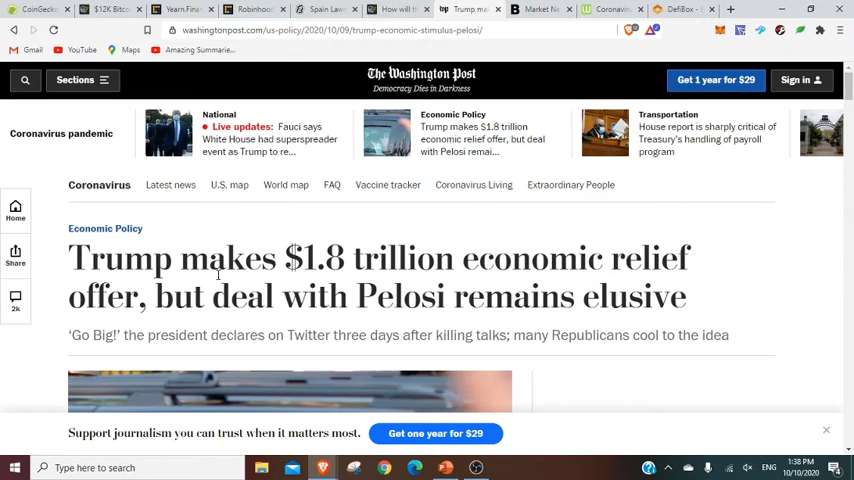 CoinGeck
$12K Bitco
Yearn.Finan
Robinhood
Spain Law
How will th
Trump ma
Market Ne
Coronaviru
DefiBox –
washingtonpost.com/us-policy/2020/10/09/trump-economic-stimulus-pelosi/
Gmail
YouTube
Maps
Amazing Summarie...
Sections
The Washington Post
Democracy Dies in Darkness
Get 1 year for $29
Sign in
Coronavirus pandemic
National
Live updates: Fauci says
White House had superspreader
event as Trump to re...
Economic Policy
Trump makes $1.8 trillion
economic relief offer, but deal
with Pelosi remai...
Transportation
House report is sharply critical of
Treasury's handling of payroll
program
Coronavirus
Latest news
U.S. map
World map
FAQ
Vaccine tracker
Coronavirus Living
Extraordinary People
Home
Share
2k
Economic Policy
Trump makes $1.8 trillion economic relief
offer, but deal with Pelosi remains elusive
'Go Big!' the president declares on Twitter three days after killing talks; many Republicans cool to the idea
Support journalism you can trust when it matters most.
Get one year for $29
Type here to search
ENG
1:38 PM
10/10/2020
4